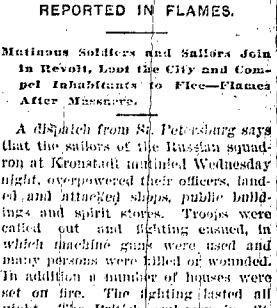 REPORTED IN FLAMES.
Mutinous Soldiers and Sailors Join
in Revolt, Loot the City and Com-
pel Inhabitants to Flee—Flames
After Massacre.
A dispatch from St. Petersburg says
that the sailors of the Russian squad-
ron at Kronstadt mutinied Wednesday
night, overpowered their officers, land-
ed and attacked shops, public build-
ings and spirit stores. Troops were
called out and fighting ensued, in
which machine guns were used and
many persons were killed or wounded.
In addition a number of houses were
set on fire. The fighting lasted all